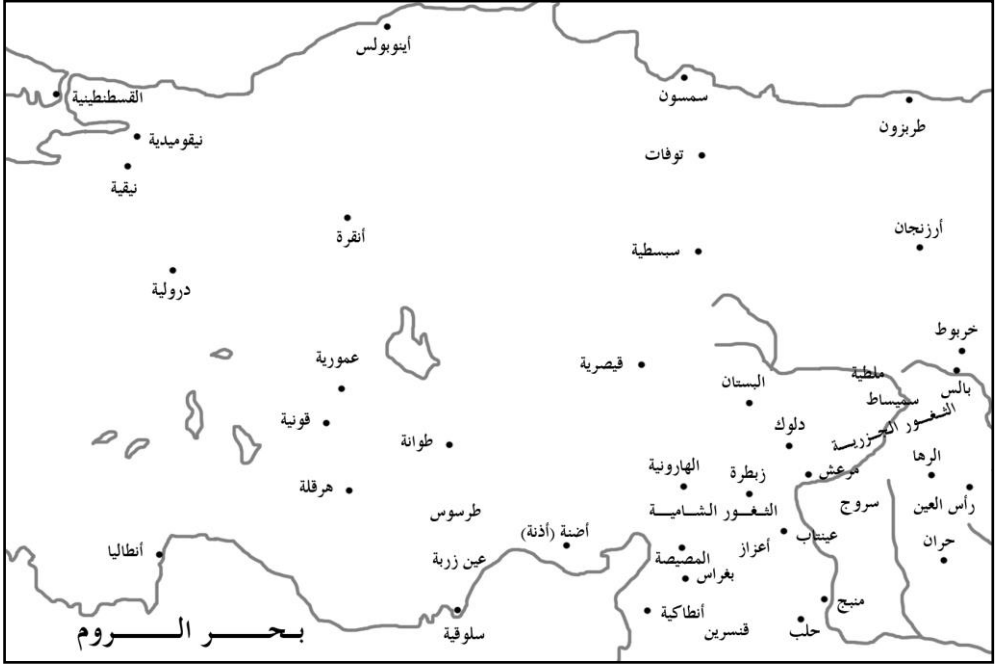 أينوبولس
القسطنطينية
سمسون
طربزون
نيقوميدية
توفات
نيقية
أنقرة
أرزنجان
سبسطية
درولية
خربوط
عمورية
قيصرية
ملطية
البستان
بالس
سميساط
الثغور الجزرية
قونية
دلوك
طوانة
الرها
الهارونية
زبطرة
مرعش
هرقلة
سروج
رأس العين
طرسوس
الثغور الشامية
أضنة (أذنة)
عينتاب
حران
أعزاز
أنطاليا
عين زربة
المصيصة
بغراس
منبج
أنطاكية
بحر الروم
سلوقية
قنسرين
حلب